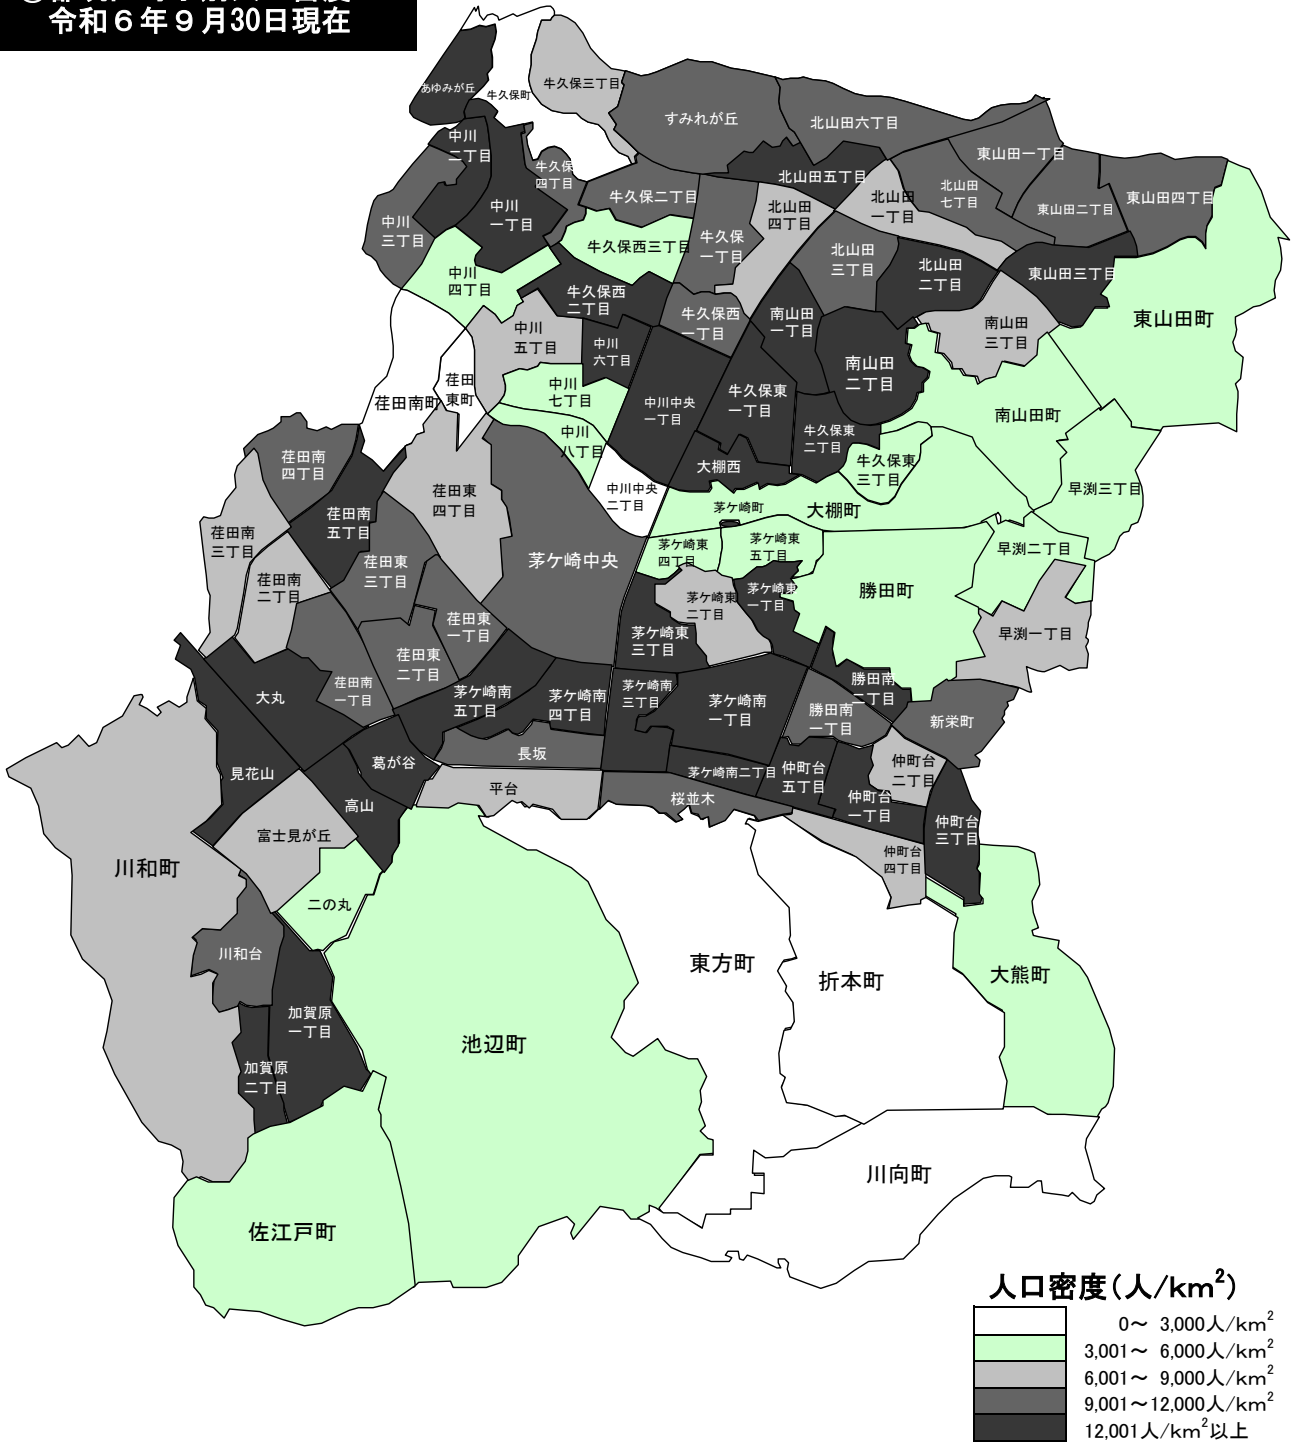 令和６年９月30日現在
あゆみが丘
牛久保町
牛久保三丁目
すみれが丘
北山田六丁目
中川
二丁目
牛久保
四丁目
北山田五丁目
東山田一丁目
北山田
七丁目
東山田二丁目
東山田四丁目
中川
三丁目
中川
一丁目
牛久保二丁目
北山田
四丁目
北山田
一丁目
牛久保西三丁目
牛久保
一丁目
北山田
三丁目
北山田
二丁目
東山田三丁目
中川
四丁目
牛久保西
二丁目
牛久保西
一丁目
南山田
一丁目
南山田
三丁目
東山田町
中川
五丁目
中川
六丁目
南山田
二丁目
荏田南町
荏田
東町
中川
七丁目
中川中央
一丁目
牛久保東
一丁目
南山田町
中川
八丁目
牛久保東
二丁目
荏田南
四丁目
大棚西
牛久保東
三丁目
早渕三丁目
荏田東
四丁目
中川中央
二丁目
茅ケ崎町
大棚町
荏田南
五丁目
荏田南
三丁目
茅ケ崎中央
茅ケ崎東
四丁目
茅ケ崎東
五丁目
早渕二丁目
荏田東
三丁目
荏田南
二丁目
勝田町
茅ケ崎東
二丁目
茅ケ崎東
一丁目
荏田東
一丁目
茅ケ崎東
三丁目
早渕一丁目
荏田東
二丁目
荏田南
一丁目
大丸
茅ケ崎南
五丁目
茅ケ崎南
四丁目
茅ケ崎南
三丁目
茅ケ崎南
一丁目
勝田南
二丁目
勝田南
一丁目
新栄町
見花山
葛が谷
長坂
茅ケ崎南二丁目
仲町台
五丁目
仲町台
二丁目
平台
桜並木
高山
仲町台
一丁目
仲町台
三丁目
富士見が丘
川和町
仲町台
四丁目
二の丸
川和台
東方町
折本町
大熊町
加賀原
一丁目
池辺町
加賀原
二丁目
川向町
佐江戸町
人口密度（人/km²）
0～ 3,000人/km²
3,001～ 6,000人/km²
6,001～ 9,000人/km²
9,001～12,000人/km²
12,001人/km²以上